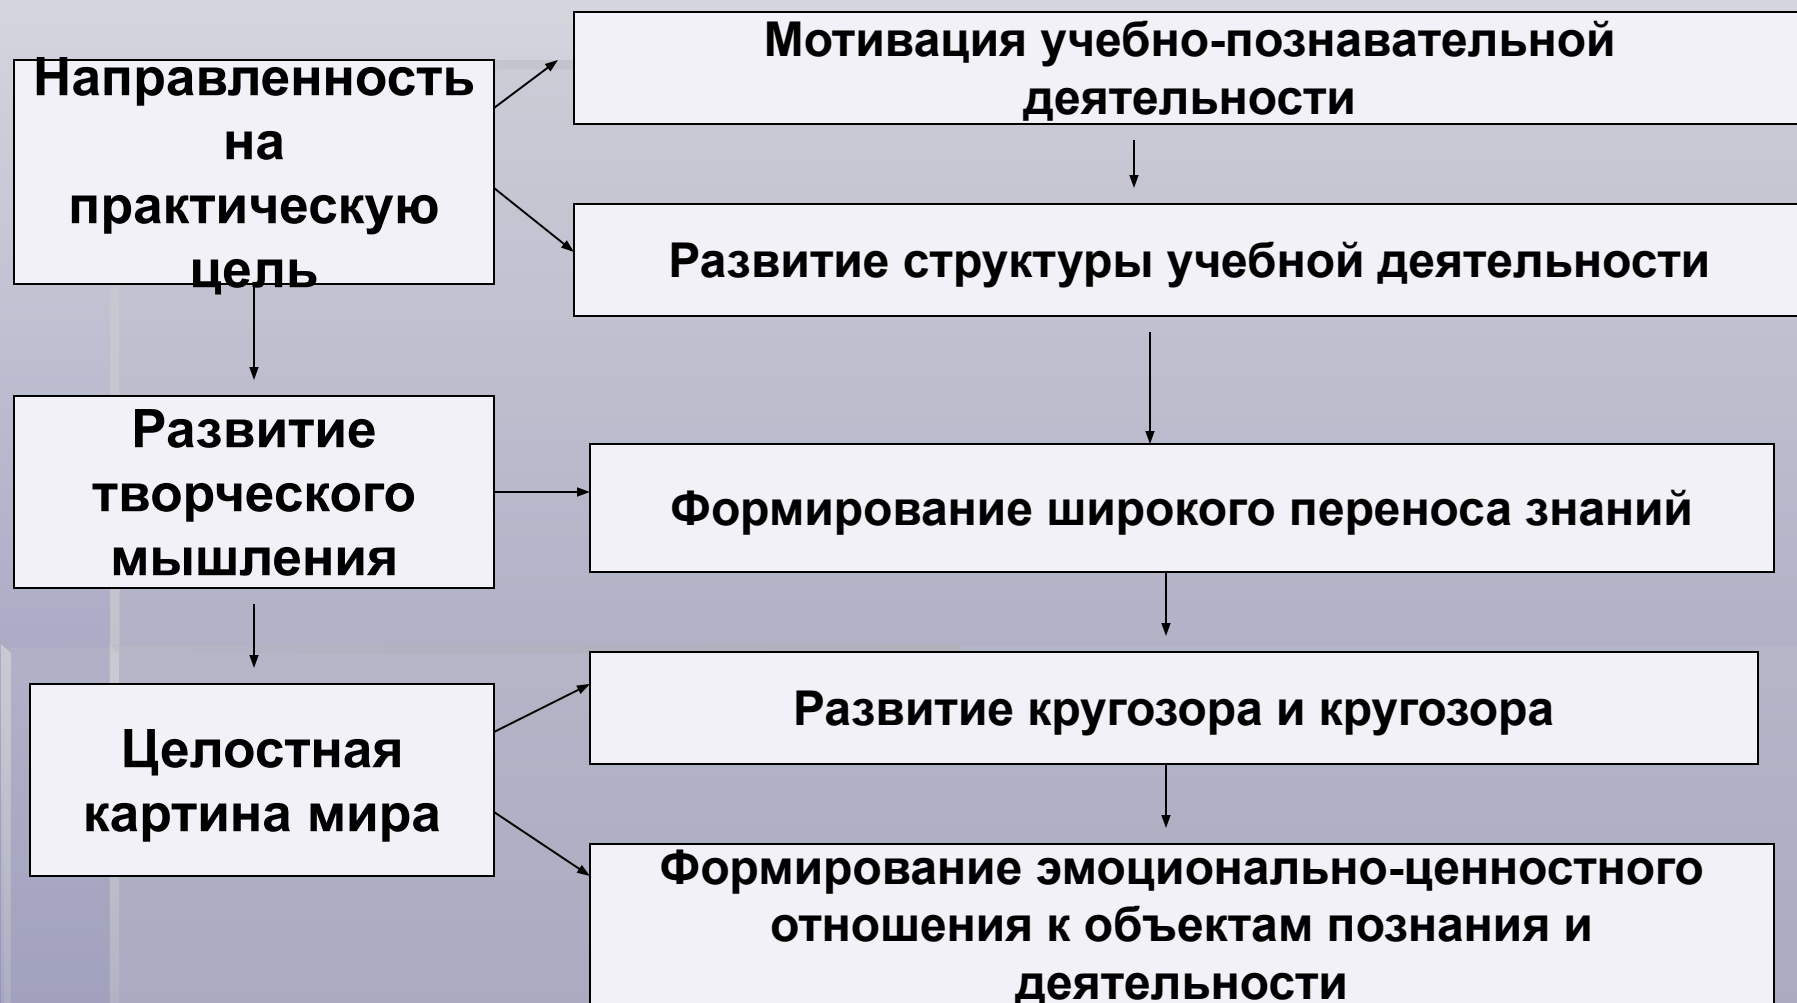 Мотивация учебно-познавательной
деятельности
Направленность
на
практическую
цель
Развитие структуры учебной деятельности
Развитие
творческого
мышления
Формирование широкого переноса знаний
Развитие кругозора и кругозора
Целостная
картина мира
Формирование эмоционально-ценностного
отношения к объектам познания и
деятельности